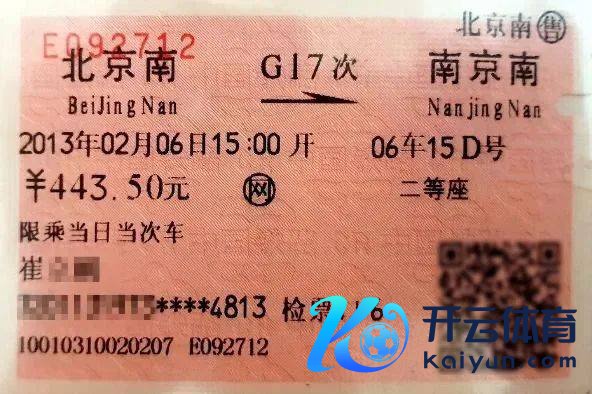 北京南 售
E092712
北京南 G17次 南京南
BeiJingNan NanjingNan
2013年02月06日15:00开 06车15D号
￥443.50元 网 二等座
限乘当日当次车
崔
****4813 检票 16
10010310020207 E092712
开云体育
Kaiyun.com